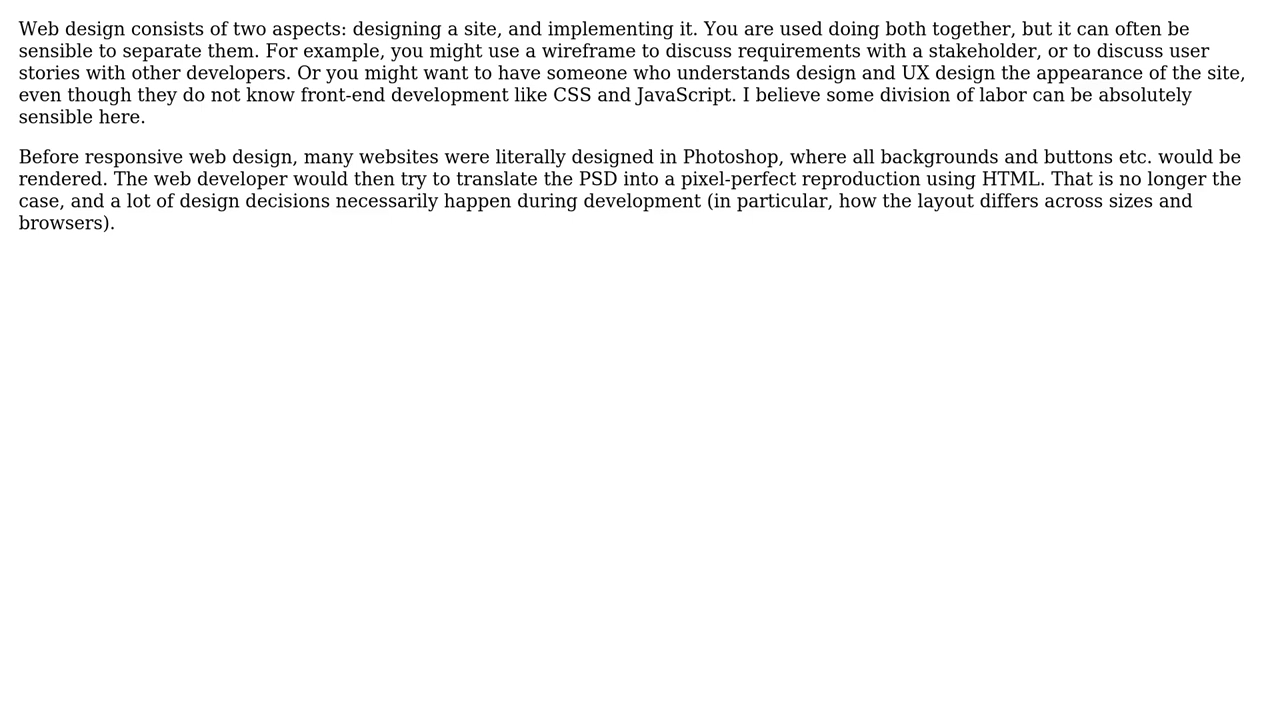 Web design consists of two aspects: designing a site, and implementing it. You are used doing both together, but it can often be
sensible to separate them. For example, you might use a wireframe to discuss requirements with a stakeholder, or to discuss user
stories with other developers. Or you might want to have someone who understands design and UX design the appearance of the site,
even though they do not know front-end development like CSS and JavaScript. I believe some division of labor can be absolutely
sensible here.
Before responsive web design, many websites were literally designed in Photoshop, where all backgrounds and buttons etc. would be
rendered. The web developer would then try to translate the PSD into a pixel-perfect reproduction using HTML. That is no longer the
case, and a lot of design decisions necessarily happen during development (in particular, how the layout differs across sizes and
browsers).